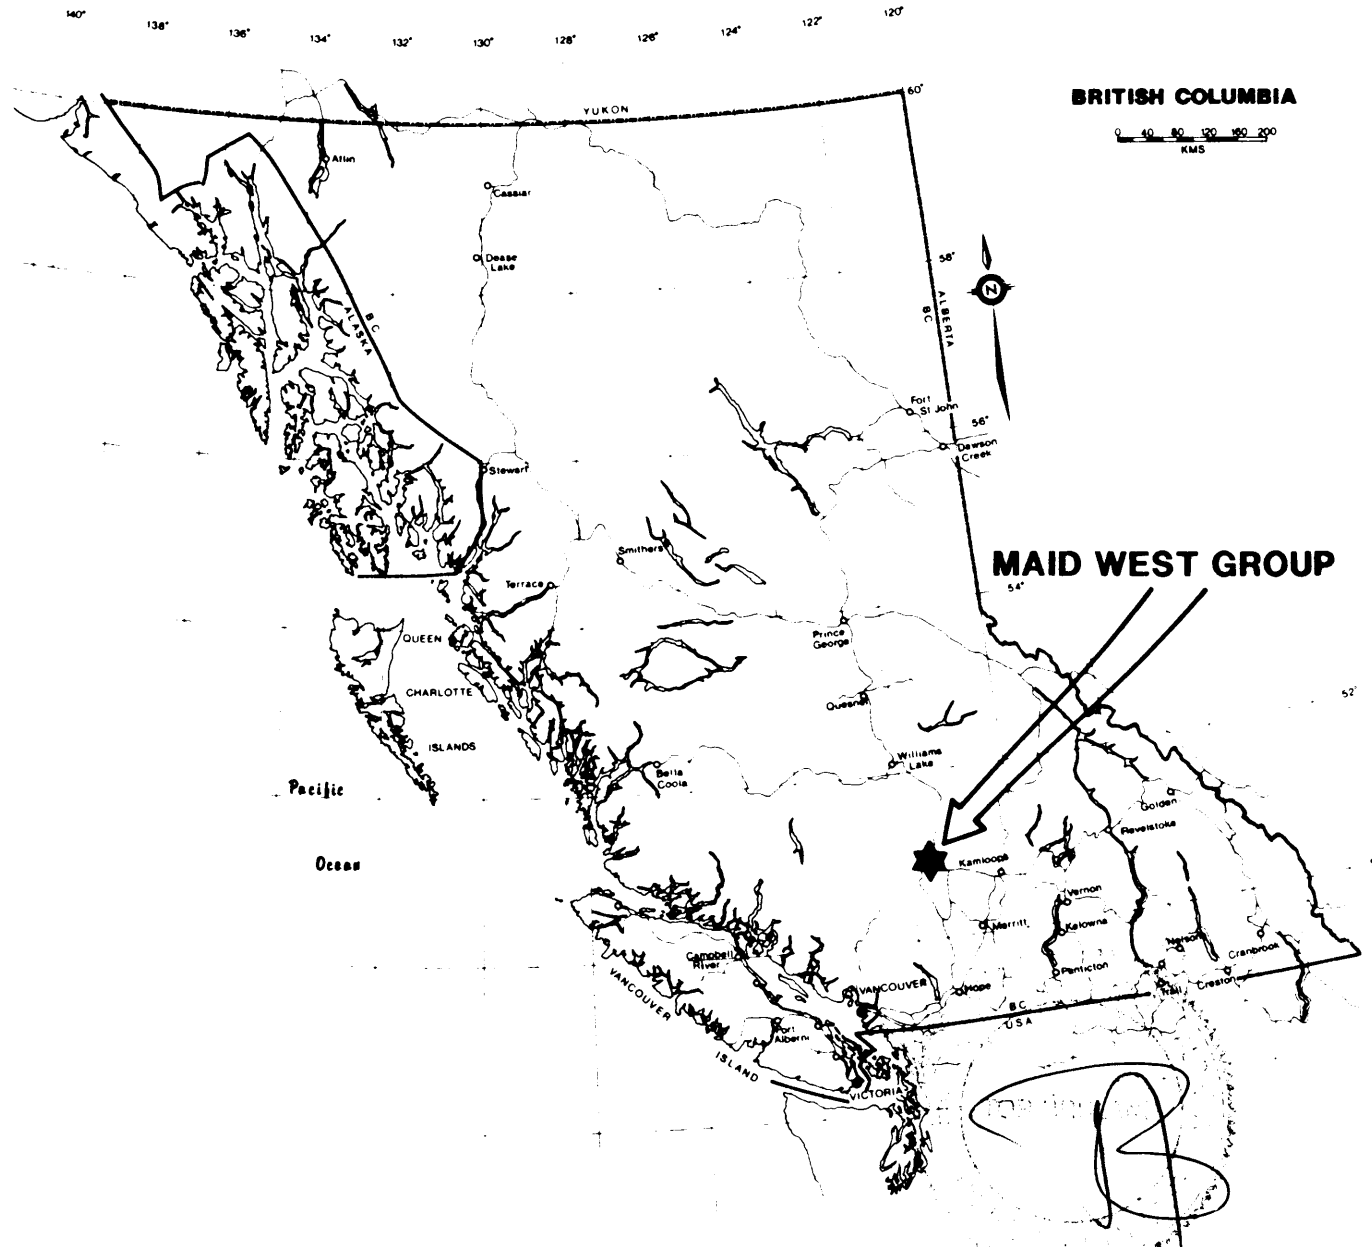 140°
138°
136°
134°
132°
130°
128°
126°
124°
122°
120°
BRITISH COLUMBIA
0 40 80 120 160 200
KMS
YUKON
60°
Atlin
Cassiar
Dease
Lake
58°
ALBERTA
BC
N
B.C.
ALASKA
Fort
St John
56°
Dawson
Creek
Stewart
Smithers
MAID WEST GROUP
54°
Terrace
Prince
George
QUEEN
CHARLOTTE
ISLANDS
52°
Quesnel
Williams
Lake
Bella
Coola
Pacific
Ocean
Golden
Revelstoke
Kamloops
Vernon
Merritt
Kelowna
Nelson
Cranbrook
Campbell
River
Penticton
Creston
VANCOUVER
Hope
VANCOUVER
ISLAND
Port
Alberni
BC
USA
VICTORIA